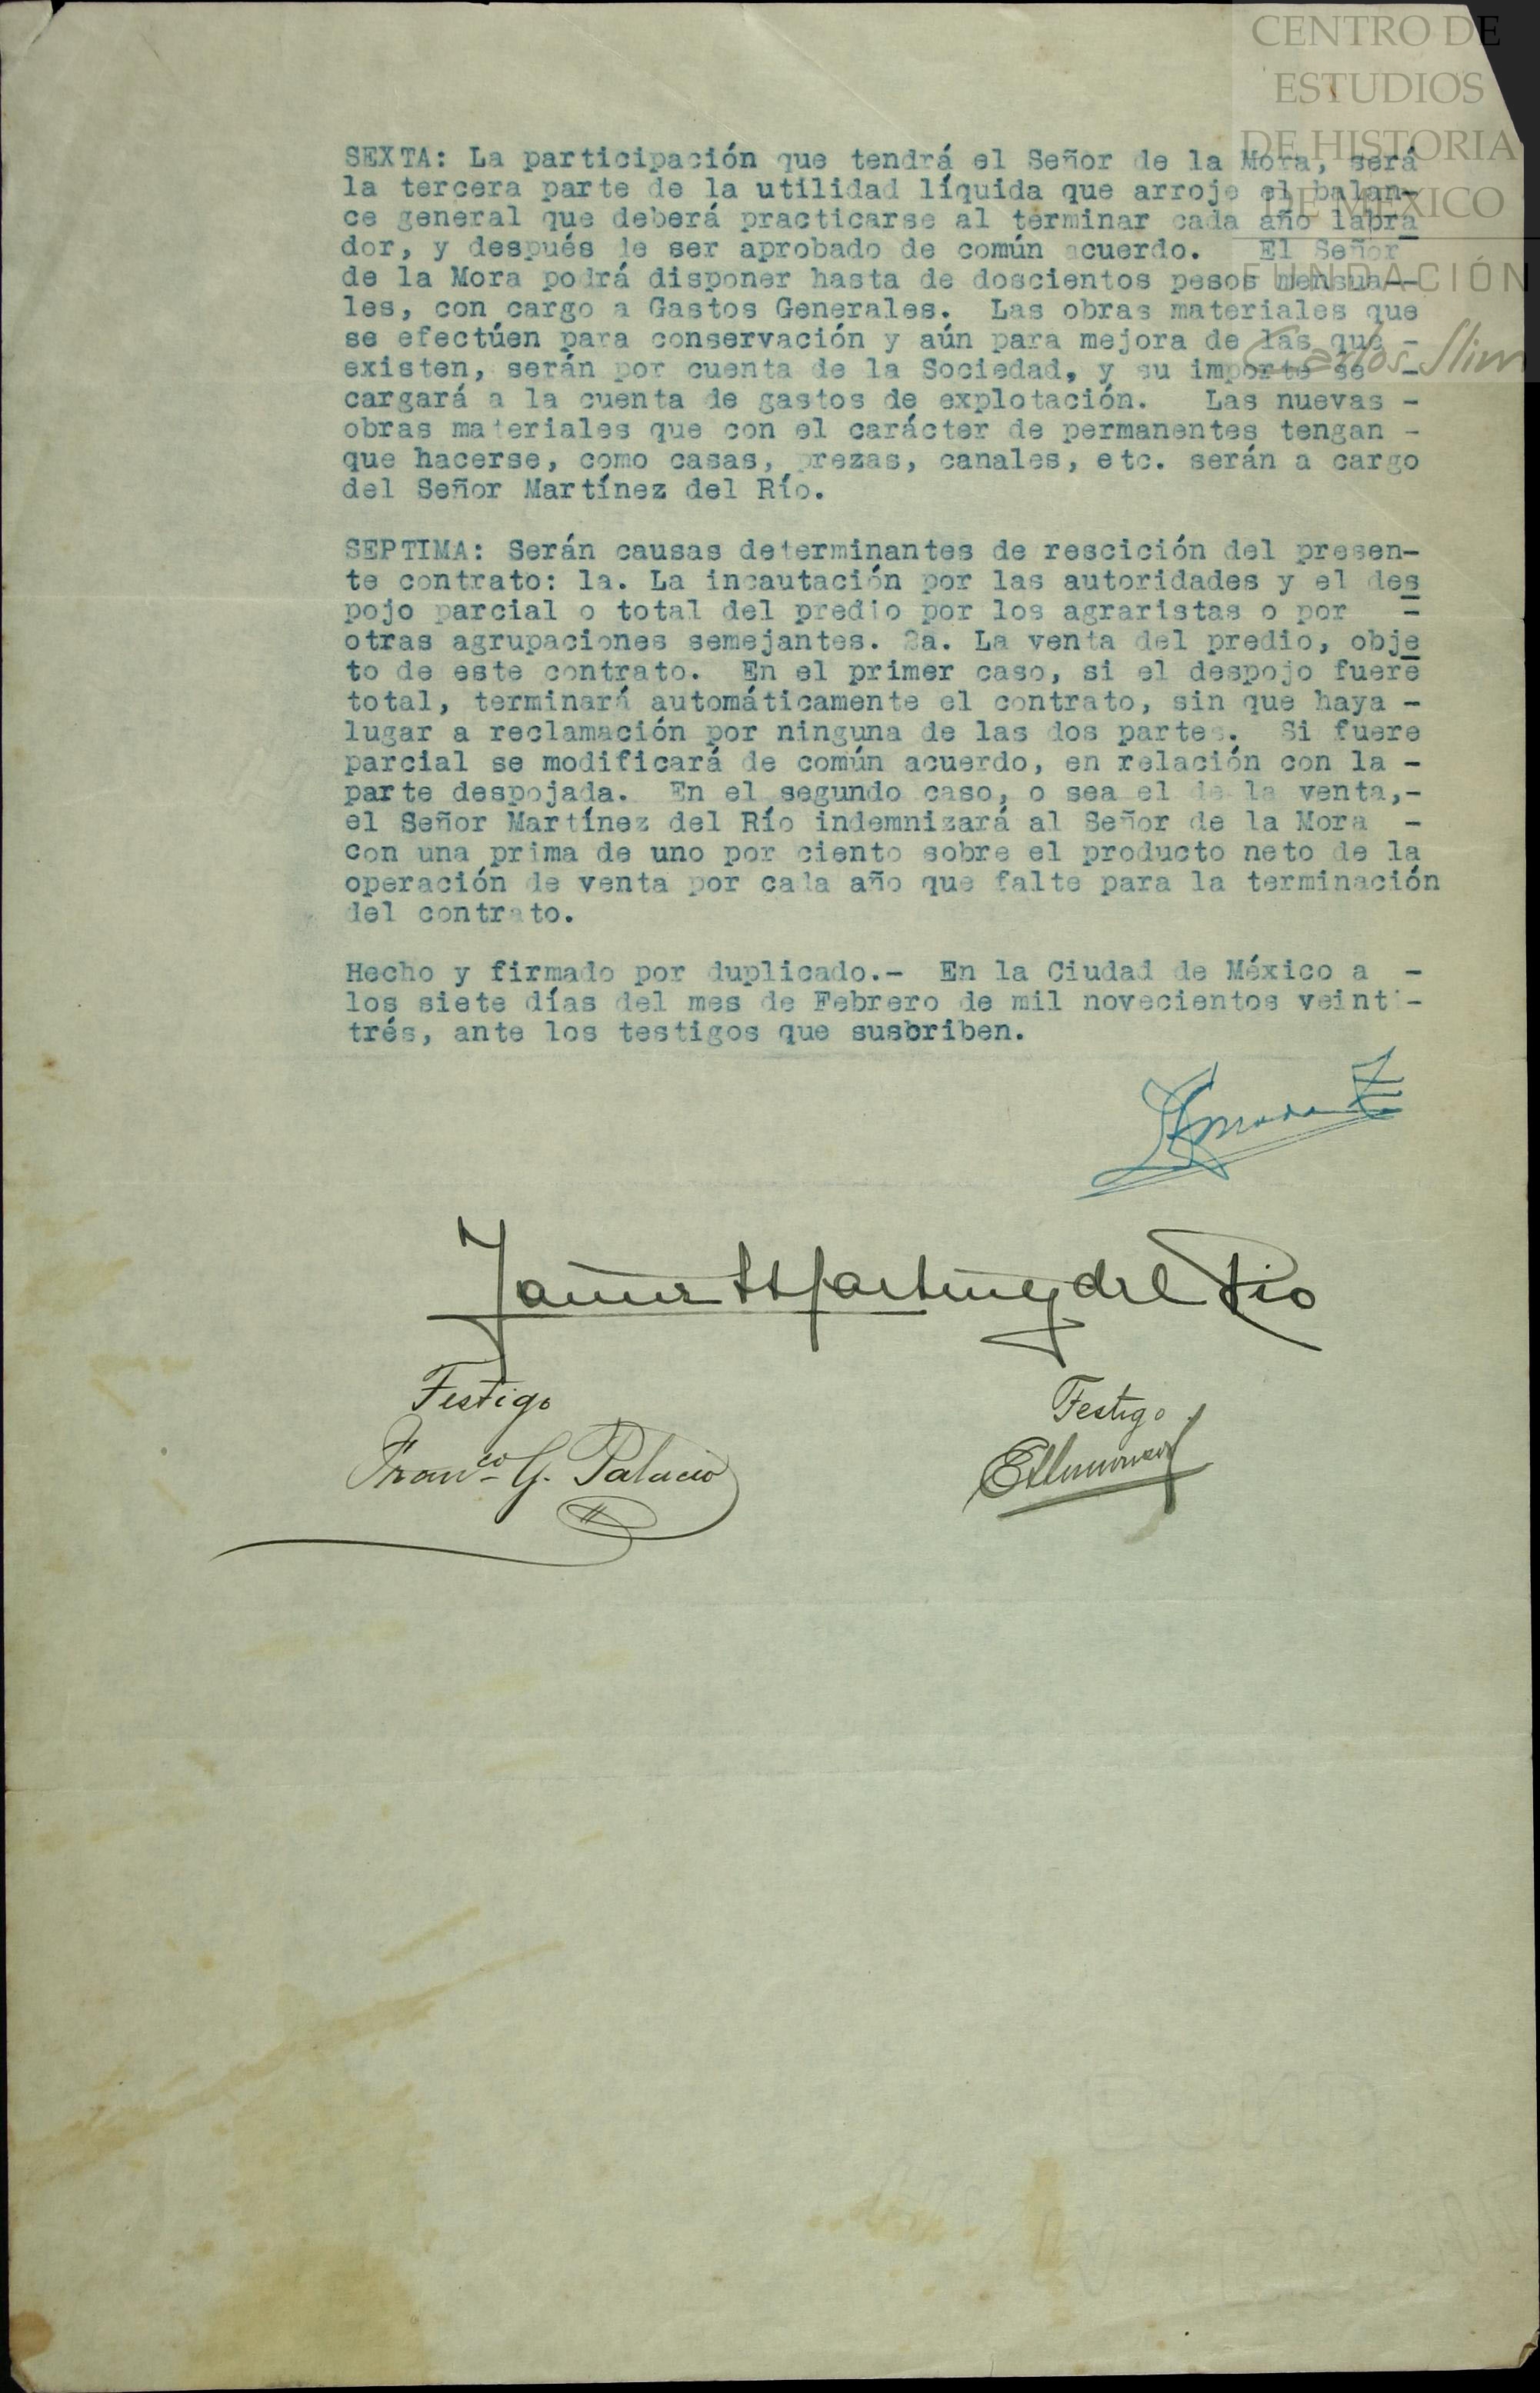 CENTRO DE
ESTUDIOS
DE HISTORIA
DE MÉXICO
FUNDACIÓN
Carlos Slim
SEXTA: La participación que tendrá el Señor de la Mora, será
la tercera parte de la utilidad líquida que arroje el balan-
ce general que deberá practicarse al terminar cada año labra
dor, y después de ser aprobado de común acuerdo. El Señor
de la Mora podrá disponer hasta de doscientos pesos mensua-
les, con cargo a Gastos Generales. Las obras materiales que
se efectúen para conservación y aún para mejora de las que -
existen, serán por cuenta de la Sociedad, y su importe se -
cargará a la cuenta de gastos de explotación. Las nuevas -
obras materiales que con el carácter de permanentes tengan -
que hacerse, como casas, prezas, canales, etc. serán a cargo
del Señor Martínez del Río.
SEPTIMA: Serán causas determinantes de rescición del presen-
te contrato: 1a. La incautación por las autoridades y el des
pojo parcial o total del predio por los agraristas o por -
otras agrupaciones semejantes. 2a. La venta del predio, obje
to de este contrato. En el primer caso, si el despojo fuere
total, terminará automáticamente el contrato, sin que haya -
lugar a reclamación por ninguna de las dos partes. Si fuere
parcial se modificará de común acuerdo, en relación con la -
parte despojada. En el segundo caso, o sea el de la venta,-
el Señor Martínez del Río indemnizará al Señor de la Mora -
con una prima de uno por ciento sobre el producto neto de la
operación de venta por cada año que falte para la terminación
del contrato.
Hecho y firmado por duplicado.- En la Ciudad de México a -
los siete días del mes de Febrero de mil novecientos veinti-
trés, ante los testigos que susbriben.
Jaime Martinez del Rio
Testigo
Testigo
Franco G. Palacio